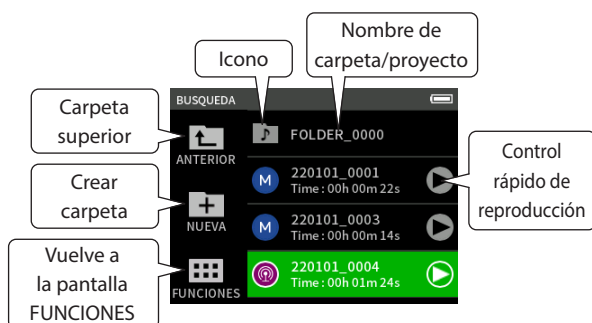 Nombre de
carpeta/proyecto
Icono
Carpeta
superior
Crear
carpeta
Vuelve a
la pantalla
FUNCIONES
BUSQUEDA
ANTERIOR
NUEVA
FUNCIONES
FOLDER_0000
M
220101_0001
Time : 00h 00m 22s
M
220101_0003
Time : 00h 00m 14s
220101_0004
Time : 00h 01m 24s
Control
rápido de
reproducción